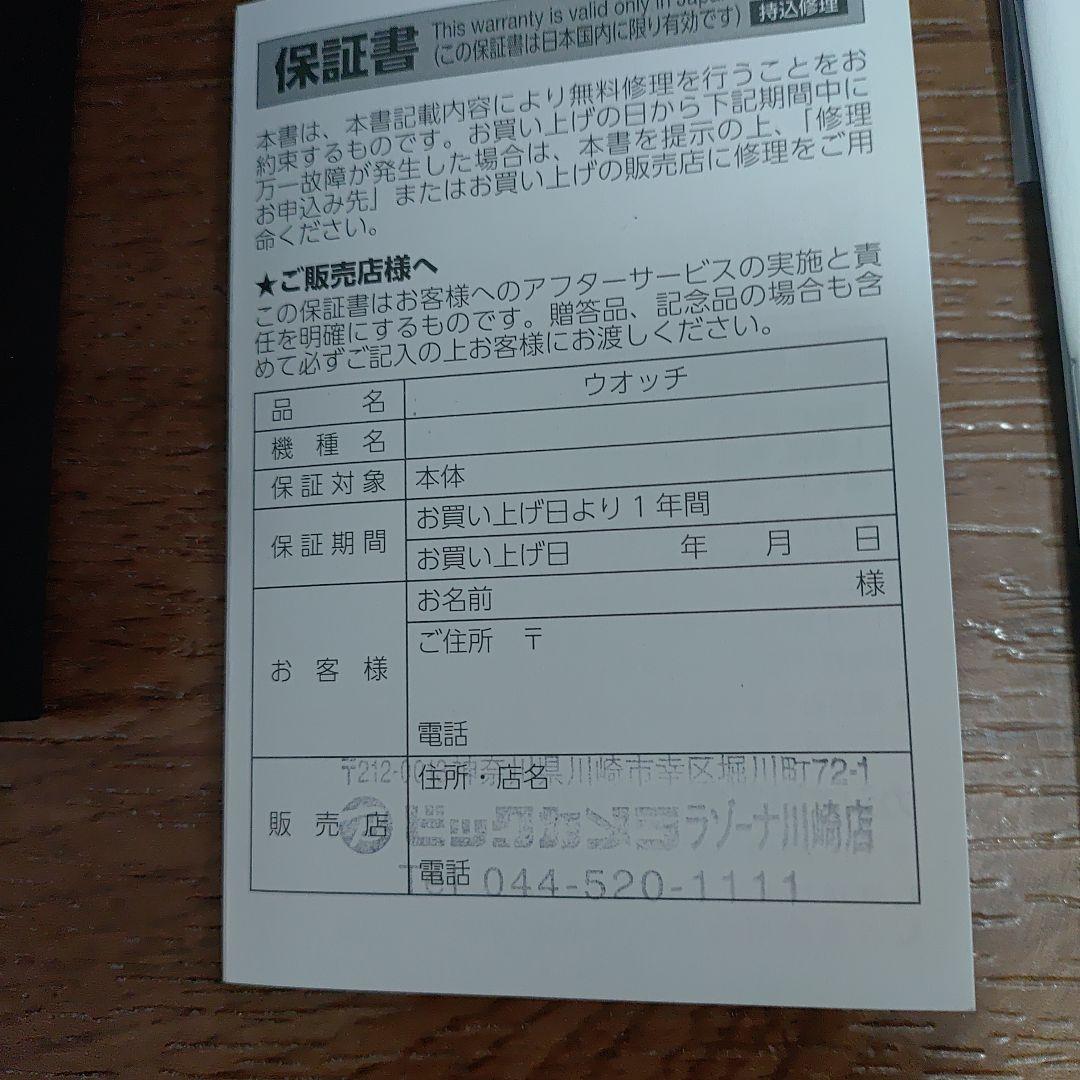 保証書
This warranty is valid only in Japan
(この保証書は日本国内に限り有効です)
持込修理
本書は、本書記載内容により無料修理を行うことをお
約束するものです。お買い上げの日から下記期間中に
万一故障が発生した場合は、本書を提示の上、「修理
お申込み先」またはお買い上げの販売店に修理をご用
命ください。
★ご販売店様へ
この保証書はお客様へのアフターサービスの実施と責
任を明確にするものです。贈答品、記念品の場合も含
めて必ずご記入の上お客様にお渡しください。
品名 ウオッチ
機種名
保証対象 本体
保証期間 お買い上げ日より1年間
お買い上げ日 年 月 日
お客様 お名前 様
ご住所 〒
電話
販売店 住所・店名
県川崎市幸区堀川町72-1
ビックカメラ ラゾーナ川崎店
電話
044-520-1111